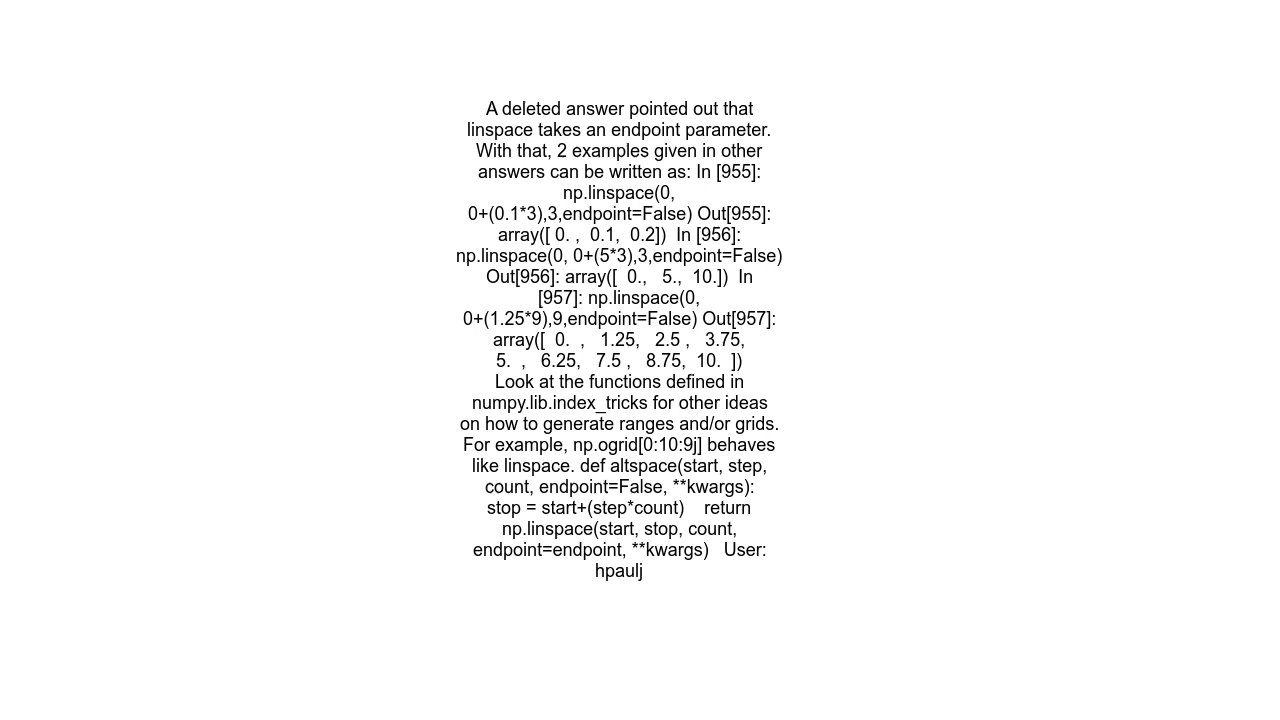 A deleted answer pointed out that
linspace takes an endpoint parameter.
With that, 2 examples given in other
answers can be written as: In [955]:
np.linspace(0,
0+(0.1*3),3,endpoint=False) Out[955]:
array([ 0. ,  0.1,  0.2])  In [956]:
np.linspace(0, 0+(5*3),3,endpoint=False)
Out[956]: array([  0.,   5.,  10.])  In
[957]: np.linspace(0,
0+(1.25*9),9,endpoint=False) Out[957]:
array([  0.  ,   1.25,   2.5 ,   3.75,
5.  ,   6.25,   7.5 ,   8.75,  10.  ])
Look at the functions defined in
numpy.lib.index_tricks for other ideas
on how to generate ranges and/or grids.
For example, np.ogrid[0:10:9j] behaves
like linspace. def altspace(start, step,
count, endpoint=False, **kwargs):
stop = start+(step*count)    return
np.linspace(start, stop, count,
endpoint=endpoint, **kwargs)   User:
hpaulj